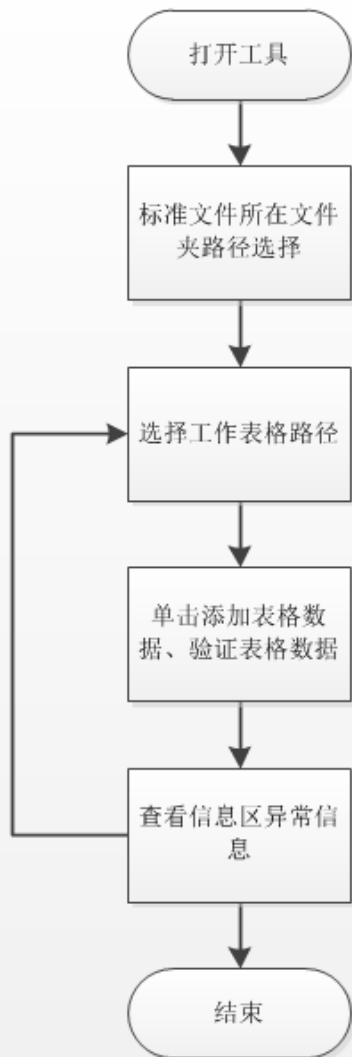 打开工具
标准文件所在文件
夹路径选择
选择工作表格路径
单击添加表格数
据、验证表格数据
查看信息区异常信
息
结束